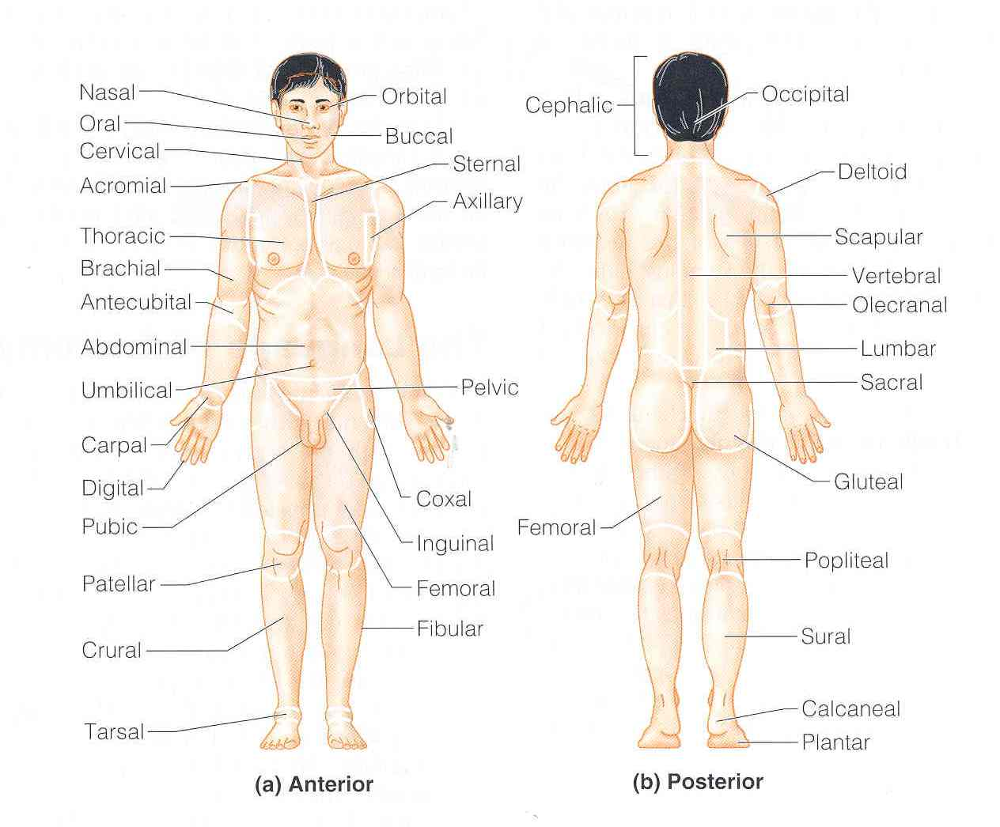 Nasal
Oral
Cervical
Acromial
Thoracic
Brachial
Antecubital
Abdominal
Umbilical
Carpal
Digital
Pubic
Patellar
Crural
Tarsal
Orbital
Buccal
Sternal
Axillary
Pelvic
Coxal
Inguinal
Femoral
Fibular
(a) Anterior
Cephalic
Femoral
Occipital
Deltoid
Scapular
Vertebral
Olecranal
Lumbar
Sacral
Gluteal
Popliteal
Sural
Calcaneal
Plantar
(b) Posterior